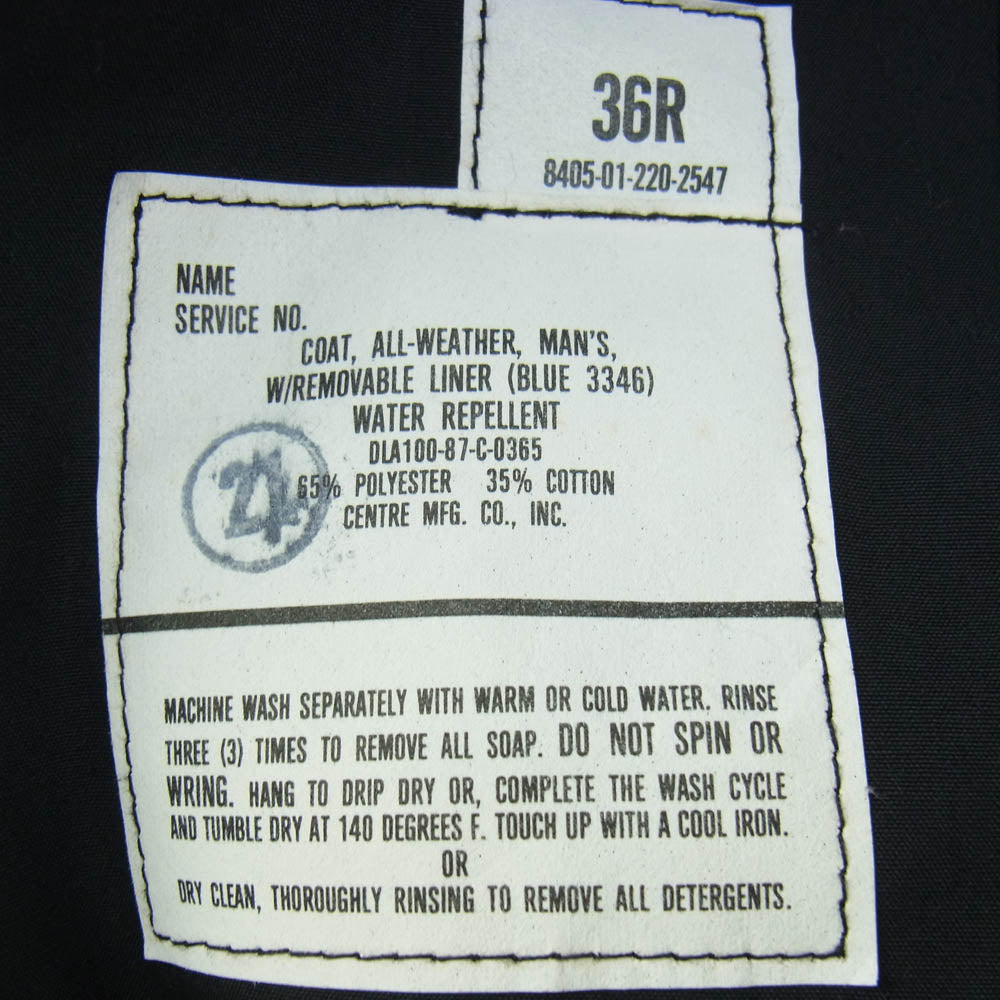 36R
8405-01-220-2547
NAME
SERVICE NO.
COAT, ALL-WEATHER, MAN'S,
W/REMOVABLE LINER (BLUE 3346)
WATER REPELLENT
DLA100-87-C-0365
65% POLYESTER 35% COTTON
CENTRE MFG. CO., INC.
MACHINE WASH SEPARATELY WITH WARM OR COLD WATER. RINSE
THREE (3) TIMES TO REMOVE ALL SOAP. DO NOT SPIN OR
WRING. HANG TO DRIP DRY OR, COMPLETE THE WASH CYCLE
AND TUMBLE DRY AT 140 DEGREES F. TOUCH UP WITH A COOL IRON.
OR
DRY CLEAN, THOROUGHLY RINSING TO REMOVE ALL DETERGENTS.